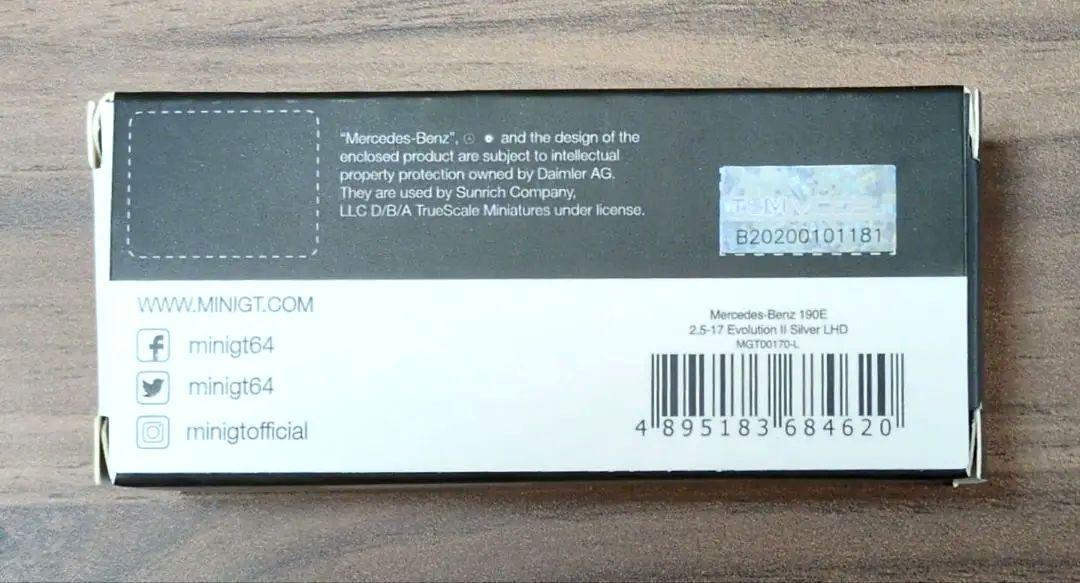 "Mercedes-Benz", and the design of the
enclosed product are subject to intellectual
property protection owned by Daimler AG.
They are used by Sunrich Company,
LLC D/B/A TrueScale Miniatures under license.
TSM
B20200101181
WWW.MINIGT.COM
minigt64
minigt64
minigtofficial
Mercedes-Benz 190E
2.5-17 Evolution II Silver LHD
MGT00170-L
4 895183 684620